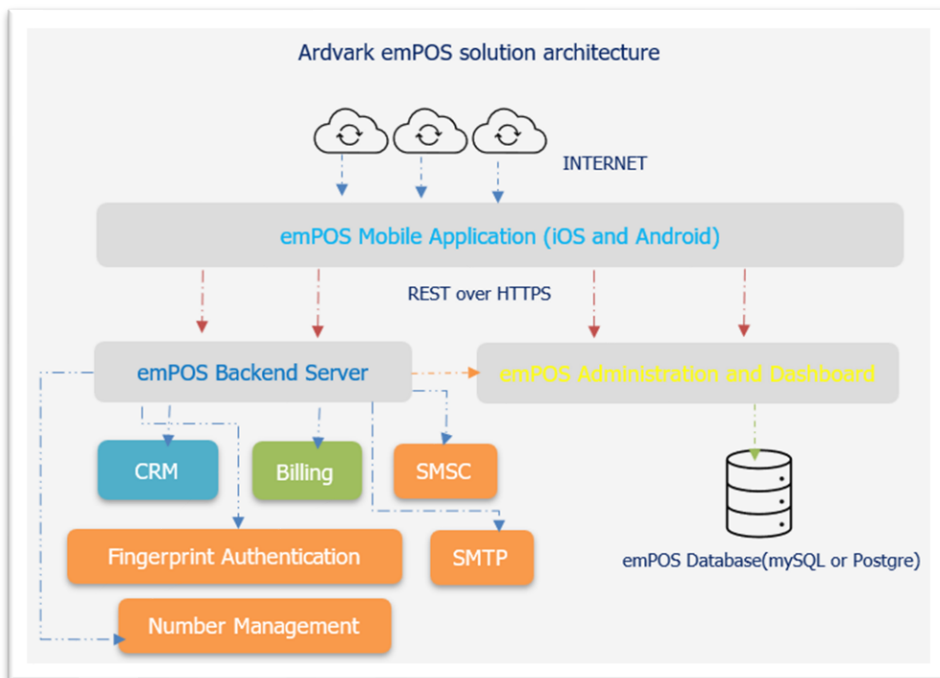 Ardvark emPOS solution architecture
INTERNET
emPOS Mobile Application (iOS and Android)
REST over HTTPS
emPOS Backend Server
emPOS Administration and Dashboard
CRM
Billing
SMSC
Fingerprint Authentication
SMTP
emPOS Database(mySQL or Postgre)
Number Management